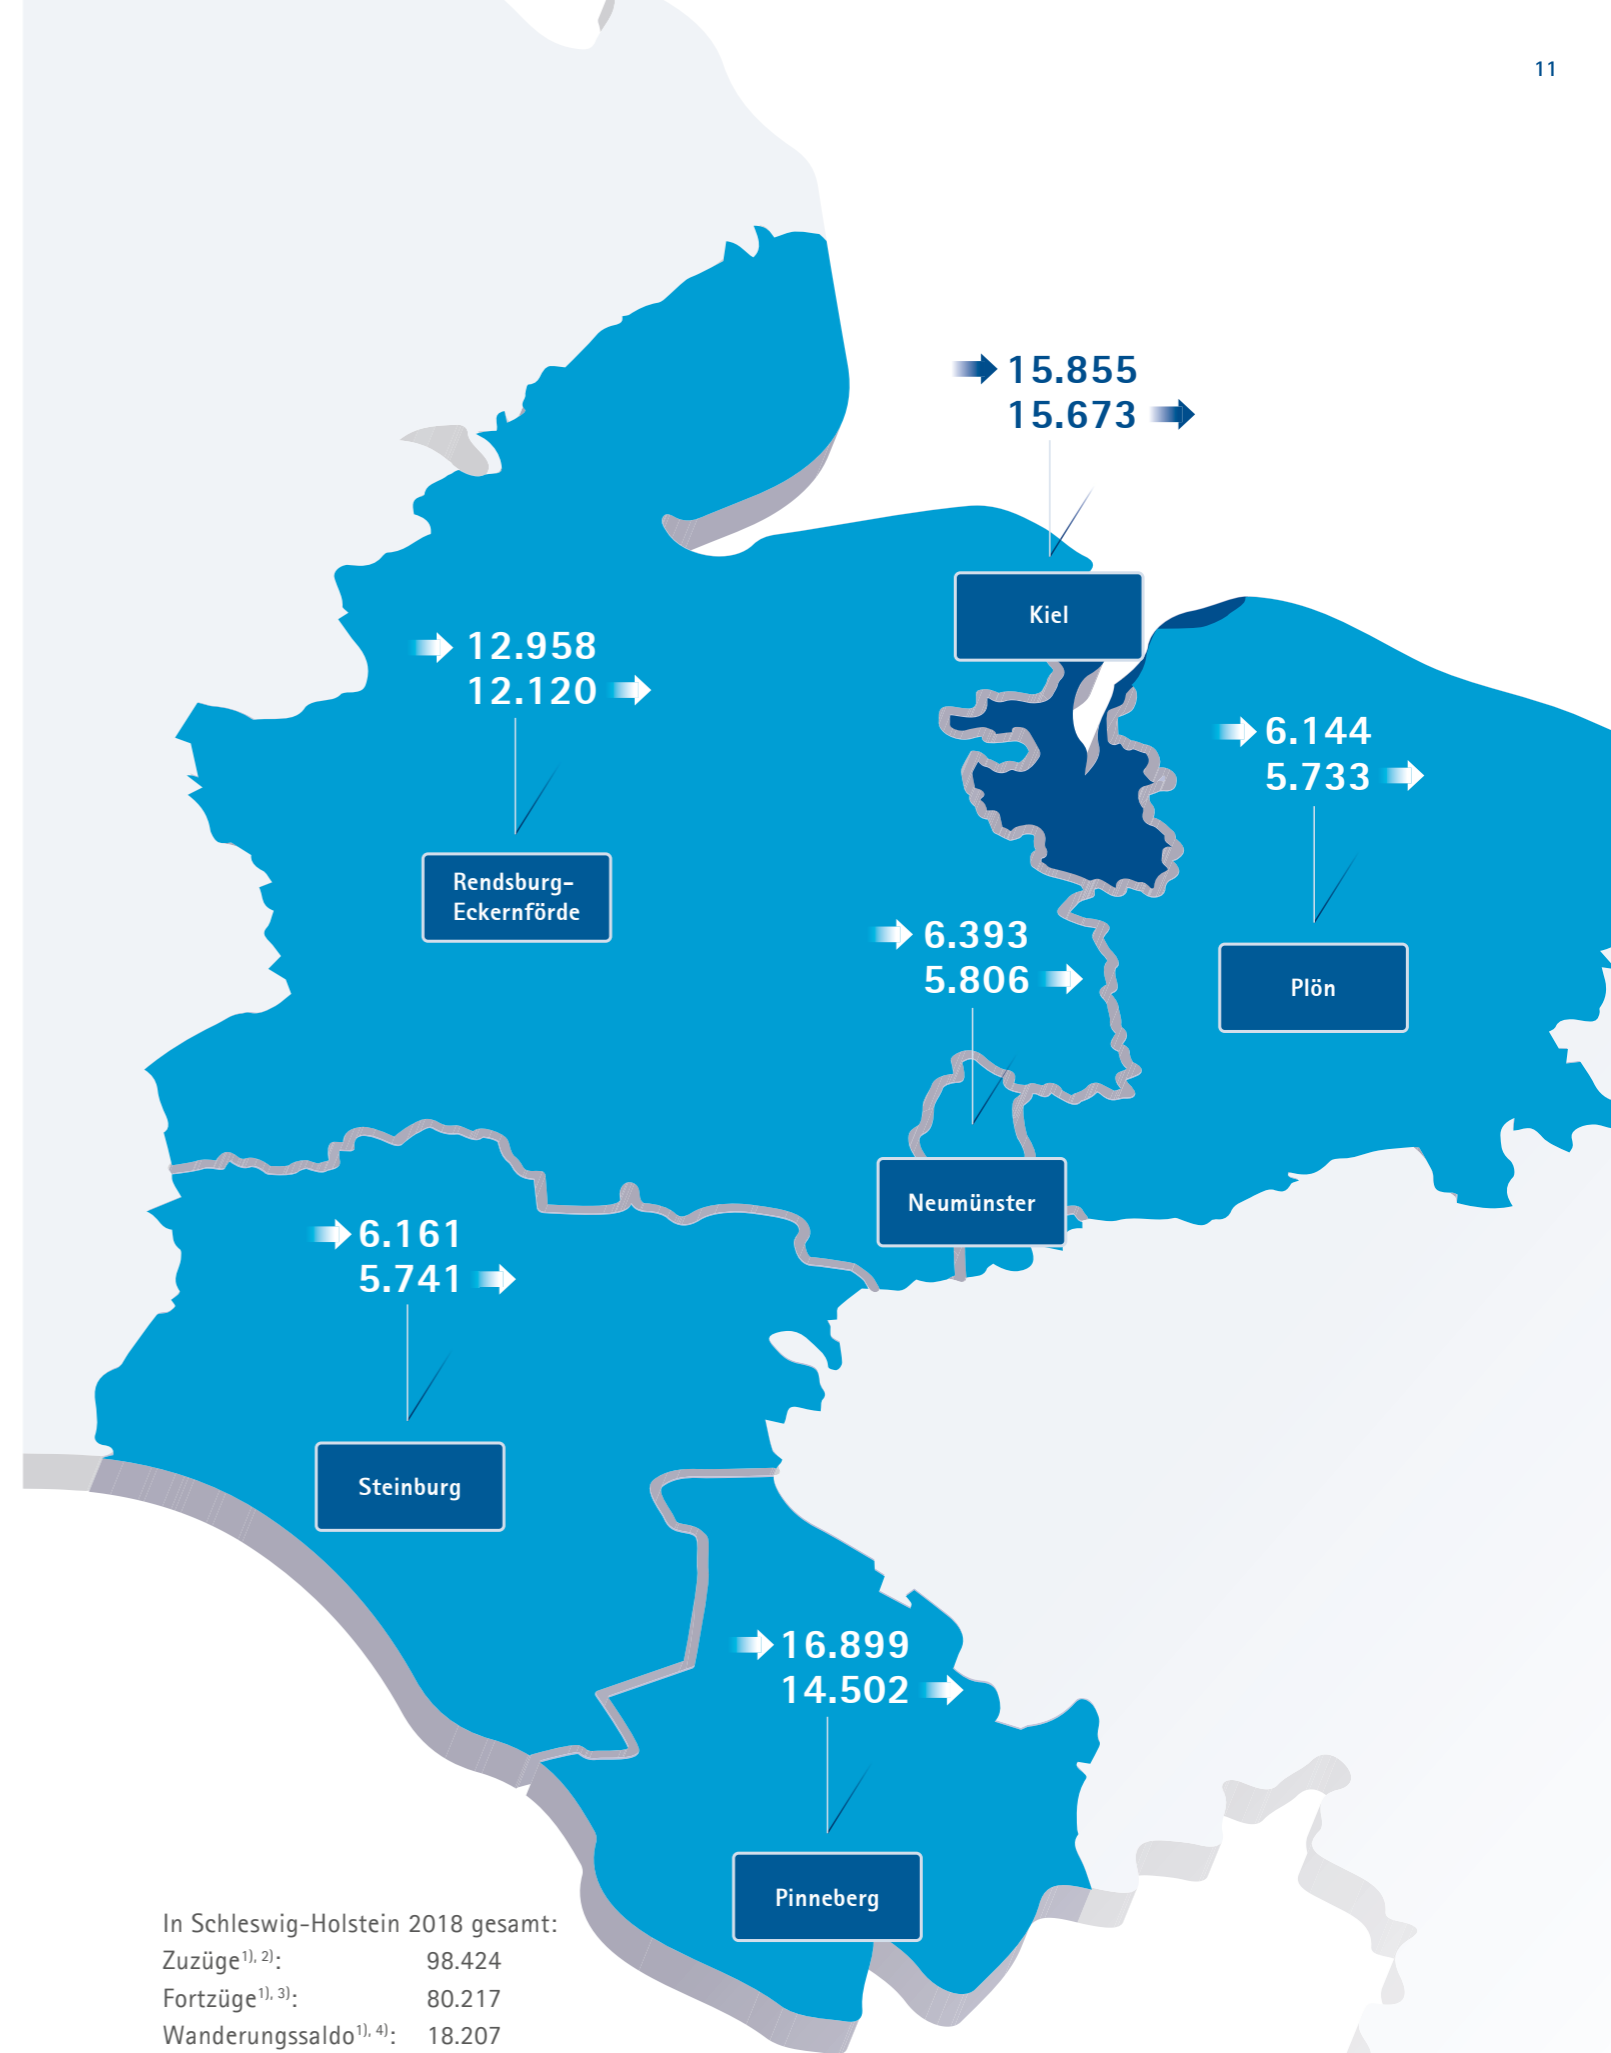 11
15.855
15.673
Kiel
12.958
12.120
Rendsburg-
Eckernförde
6.144
5.733
Plön
6.393
5.806
Neumünster
6.161
5.741
Steinburg
16.899
14.502
Pinneberg
In Schleswig-Holstein 2018 gesamt:
Zuzüge¹⁾, ²⁾: 98.424
Fortzüge¹⁾, ³⁾: 80.217
Wanderungssaldo¹⁾, ⁴⁾: 18.207